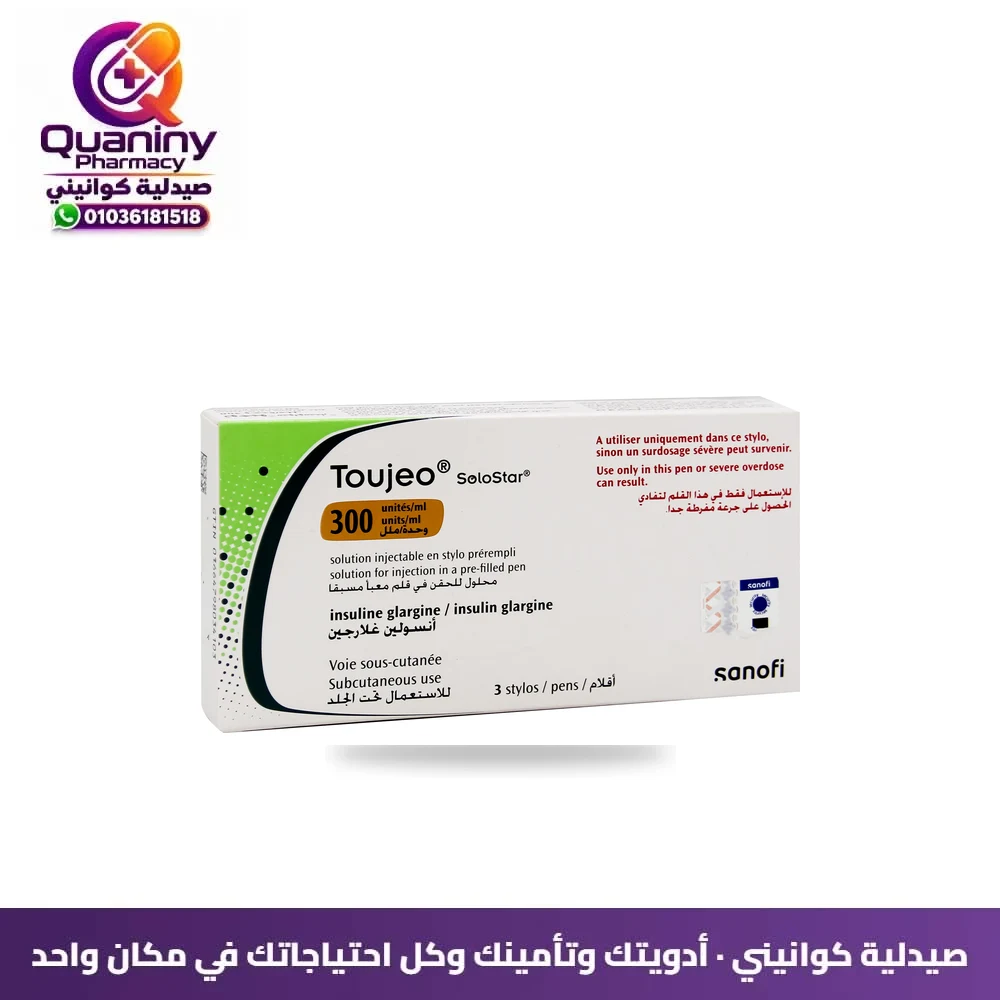 Quaniny
Pharmacy
صيدلية كوانيني
01036181518
A utiliser uniquement dans ce stylo,
sinon un surdosage sévère peut survenir.
Use only in this pen or severe overdose
can result.
للإستعمال فقط في هذا القلم لتفادي
الحصول على جرعة مفرطة جدا.
Toujeo® SoloStar®
300 unités/ml
units/ml
وحدة/ملل
solution injectable en stylo prérempli
solution for injection in a pre-filled pen
محلول للحقن في قلم معبأ مسبقا
insuline glargine / insulin glargine
أنسولين غلارجين
Voie sous-cutanée
Subcutaneous use
للاستعمال تحت الجلد
3 stylos / pens / أقلام
sanofi
sanofi
صيدلية كوانيني · أدويتك وتأمينك وكل احتياجاتك في مكان واحد